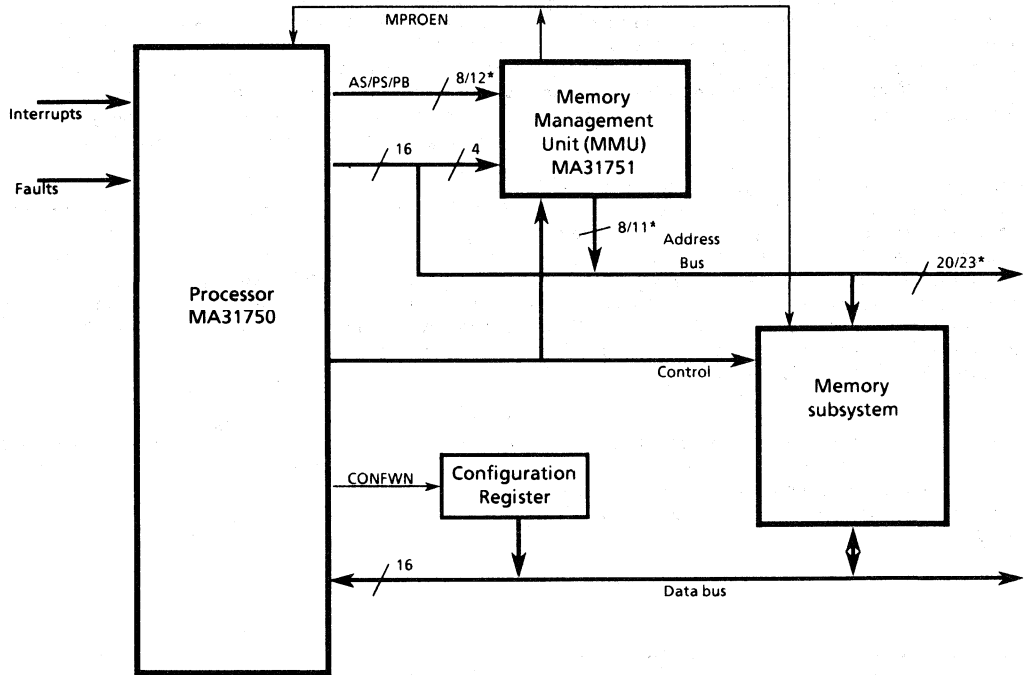 MPROEN
AS/PS/PB
8/12*
Memory
Management
Unit (MMU)
MA31751
Interrupts
16
4
Faults
8/11*
Address
Bus
20/23*
Processor
MA31750
Control
Memory
subsystem
CONFWN
Configuration
Register
16
Data bus